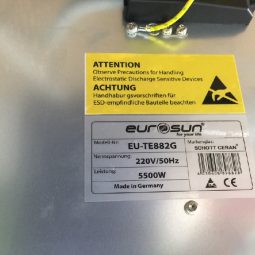 ATTENTION
Observe Precautions for Handling
Electrostatic Discharge Sensitive Devices
ACHTUNG
Handhabungsvorschriften für
ESD-empfindliche Bauteile beachten
eurosun
for your life
Modell-Nr:
EU-TE882G
Nennspannung:
220V/50Hz
Leistung:
5500W
Made in Germany
SCHOTT CERAN
CE